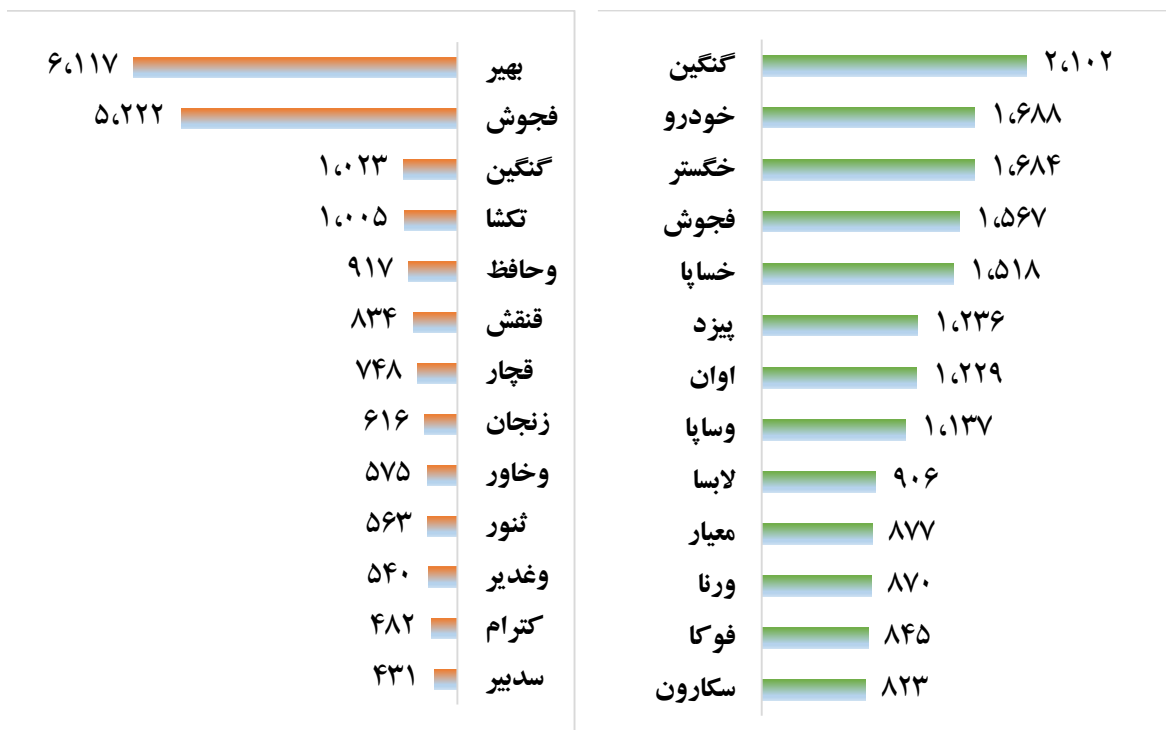 گنگین ۲،۱۰۲
خودرو ۱،۶۸۸
خگستر ۱،۶۸۴
فجوش ۱،۵۶۷
خساپا ۱،۵۱۸
پیزد ۱،۲۳۶
اوان ۱،۲۲۹
وساپا ۱،۱۳۷
لابسا ۹۰۶
معیار ۸۷۷
ورنا ۸۷۰
فوکا ۸۴۵
سکارون ۸۲۳
بهیر ۶،۱۱۷
فجوش ۵،۲۲۲
گنگین ۱،۰۲۳
تکشا ۱،۰۰۵
وحافظ ۹۱۷
قنقش ۸۳۴
قچار ۷۴۸
زنجان ۶۱۶
وخاور ۵۷۵
ثنور ۵۶۳
وغدیر ۵۴۰
کترام ۴۸۲
سدبیر ۴۳۱